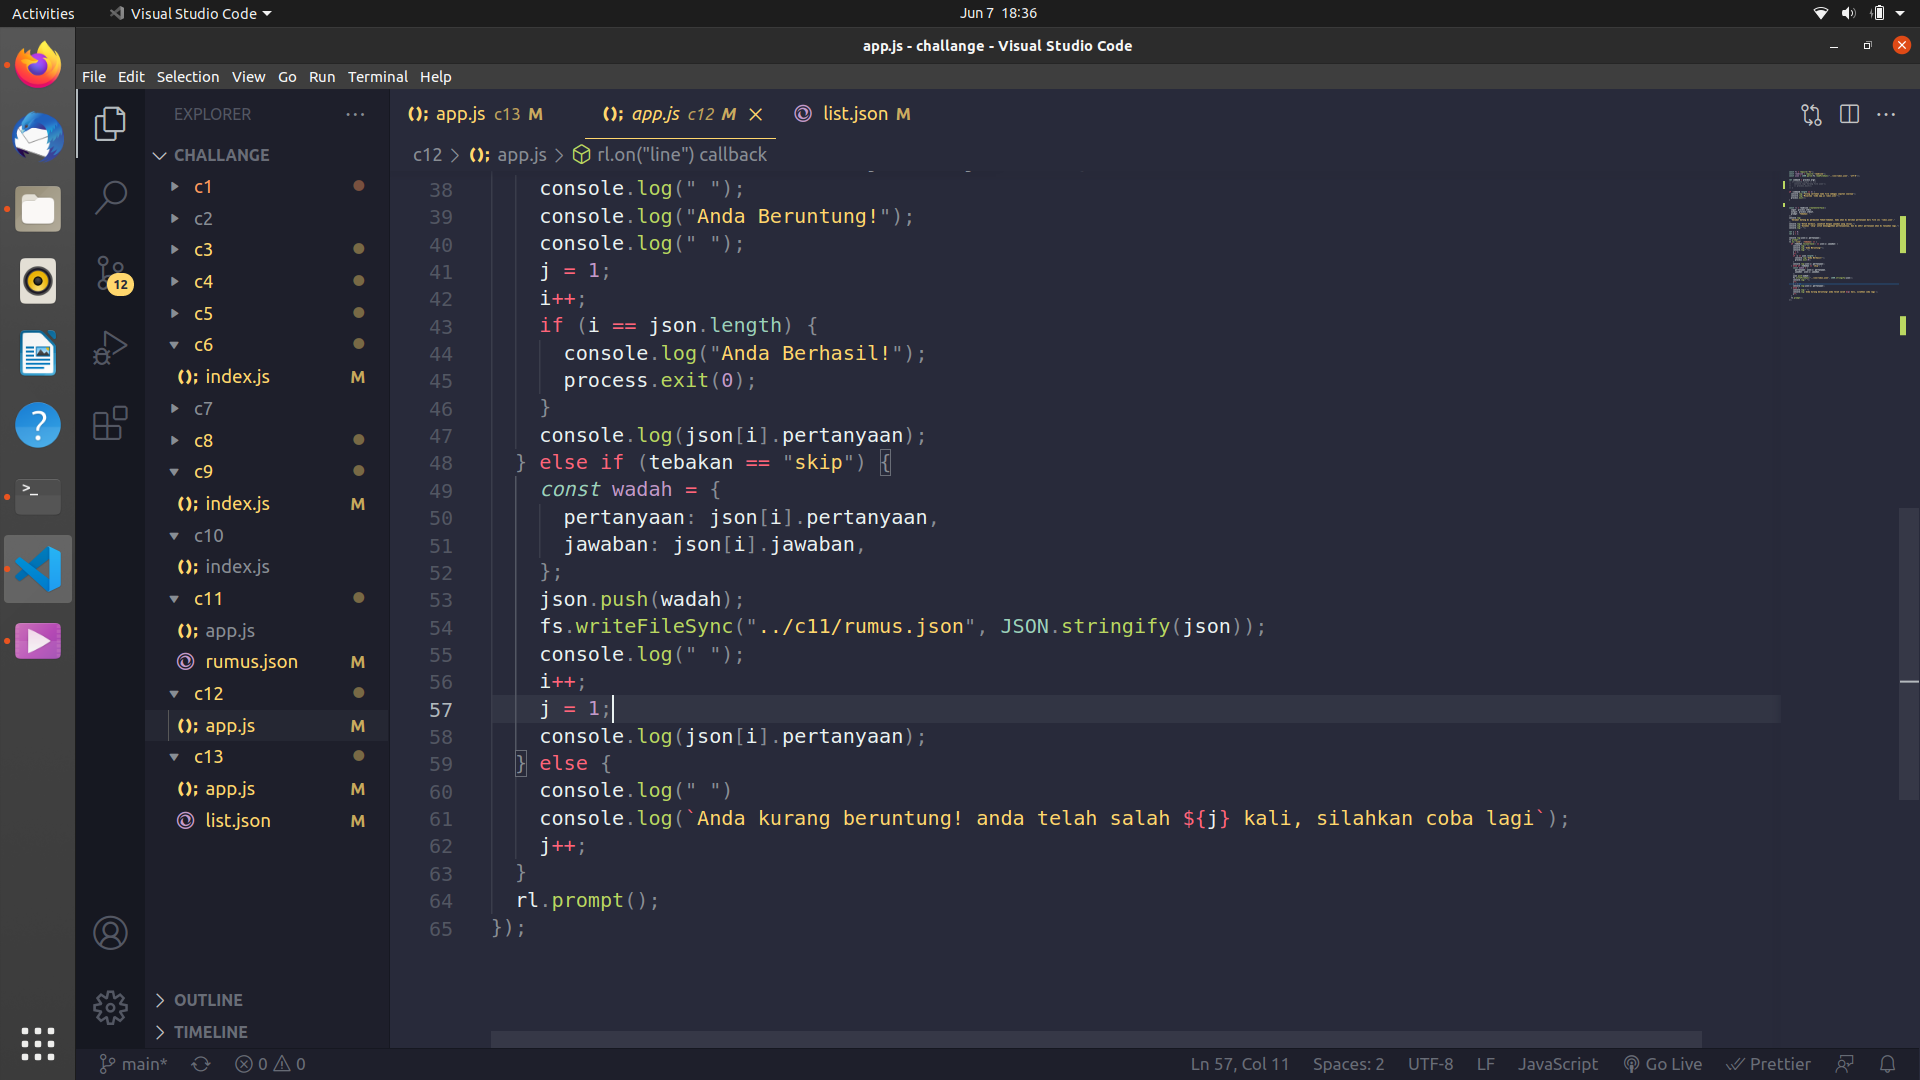 Activities
Visual Studio Code
Jun 7 18:36
app.js - challange - Visual Studio Code
File Edit Selection View Go Run Terminal Help
EXPLORER
CHALLANGE
c1
c2
c3
c4
c5
c6
(); index.js M
c7
c8
c9
(); index.js M
c10
(); index.js
c11
(); app.js
rumus.json M
c12
(); app.js M
c13
(); app.js M
list.json M
OUTLINE
TIMELINE
12
(); app.js c13 M
(); app.js c12 M
list.json M
c12 > (); app.js > rl.on("line") callback
38 console.log(" ");
39 console.log("Anda Beruntung!");
40 console.log(" ");
41 j = 1;
42 i++;
43 if (i == json.length) {
44 console.log("Anda Berhasil!");
45 process.exit(0);
46 }
47 console.log(json[i].pertanyaan);
48 } else if (tebakan == "skip") {
49 const wadah = {
50 pertanyaan: json[i].pertanyaan,
51 jawaban: json[i].jawaban,
52 };
53 json.push(wadah);
54 fs.writeFileSync("../c11/rumus.json", JSON.stringify(json));
55 console.log(" ");
56 i++;
57 j = 1;
58 console.log(json[i].pertanyaan);
59 } else {
60 console.log(" ")
61 console.log(`Anda kurang beruntung! anda telah salah ${j} kali, silahkan coba lagi`);
62 j++;
63 }
64 rl.prompt();
65 });
main* 0 0
Ln 57, Col 11 Spaces: 2 UTF-8 LF JavaScript Go Live Prettier